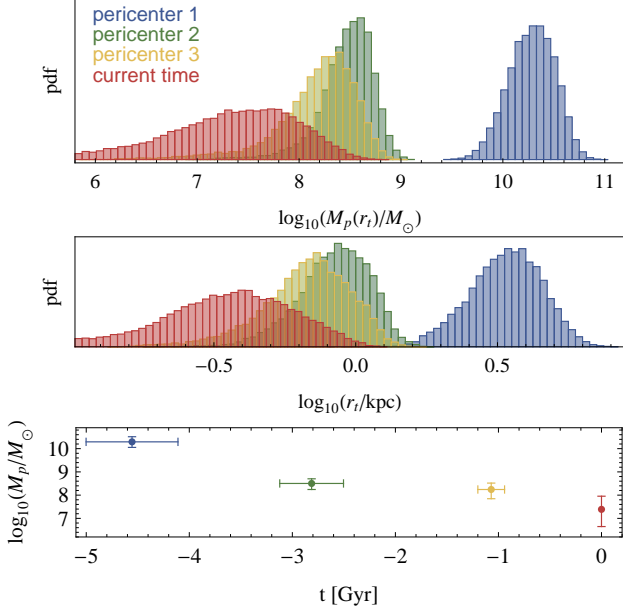 pericenter 1
pericenter 2
pericenter 3
current time
pdf
6 7 8 9 10 11
log₁₀(Mₚ(rₜ)/M⊙)
pdf
−0.5 0.0 0.5
log₁₀(rₜ/kpc)
log₁₀(Mₚ/M⊙)
10
9
8
7
−5 −4 −3 −2 −1 0
t [Gyr]